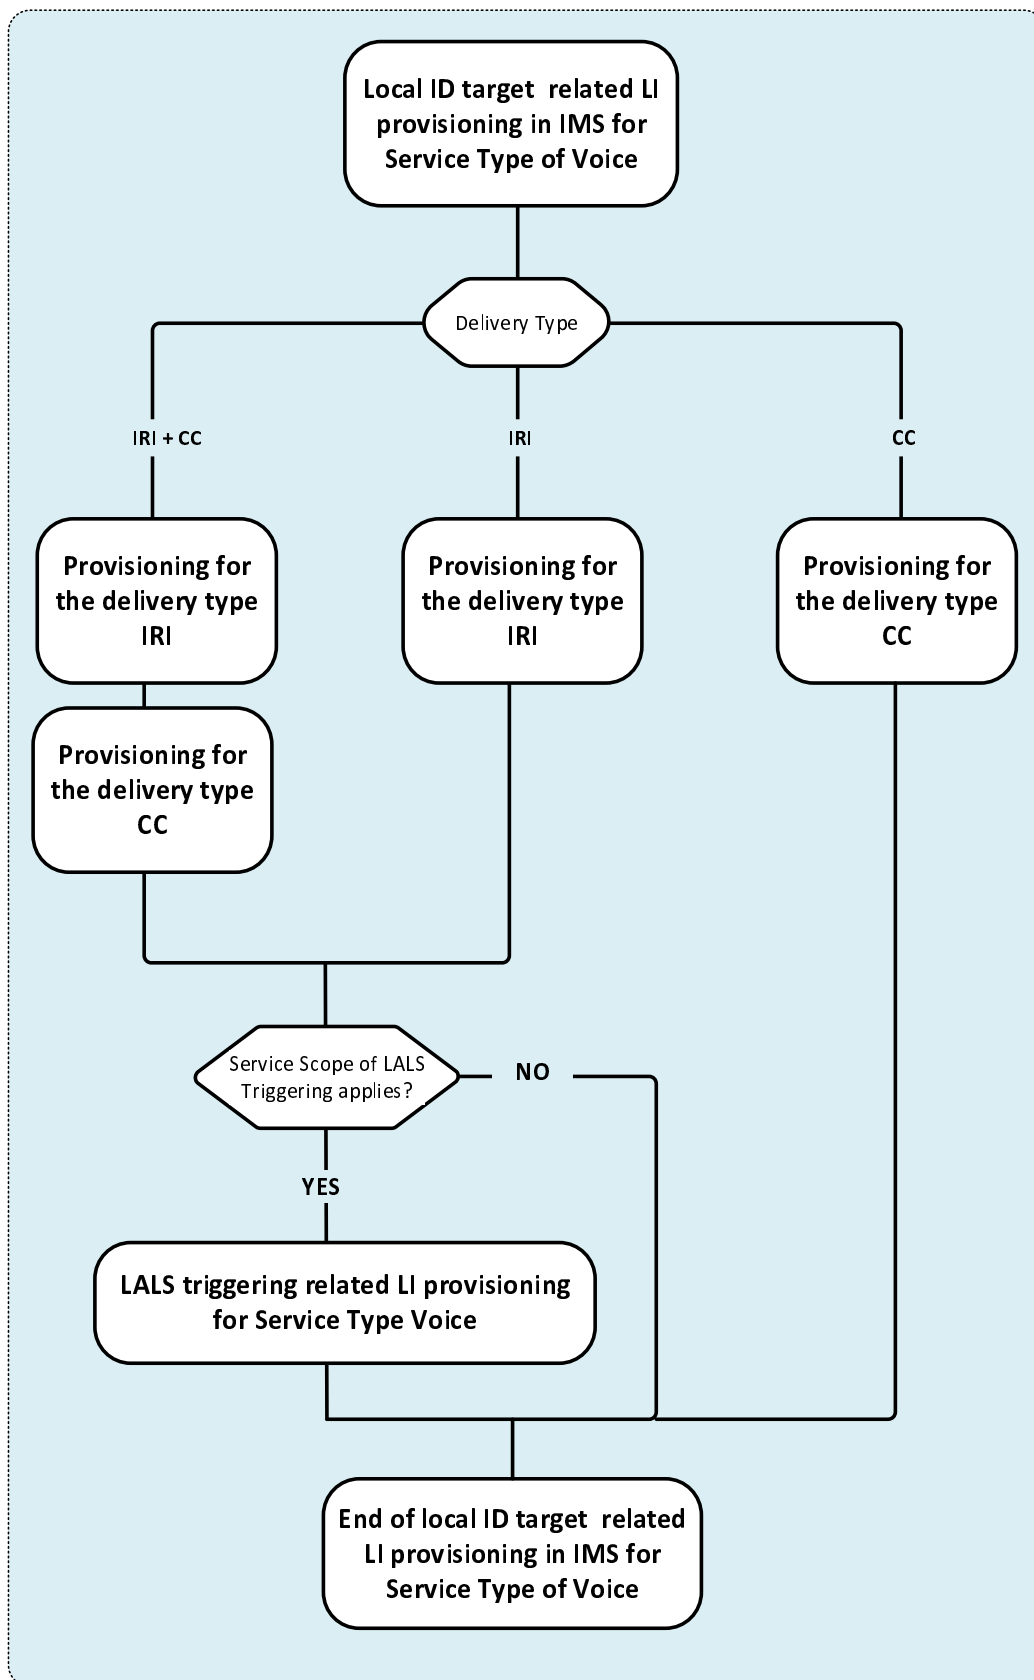 Local ID target related LI
provisioning in IMS for
Service Type of Voice
Delivery Type
IRI + CC
IRI
CC
Provisioning for
the delivery type
IRI
Provisioning for
the delivery type
IRI
Provisioning for
the delivery type
CC
Provisioning for
the delivery type
CC
Service Scope of LALS
Triggering applies?
NO
YES
LALS triggering related LI provisioning
for Service Type Voice
End of local ID target related
LI provisioning in IMS for
Service Type of Voice